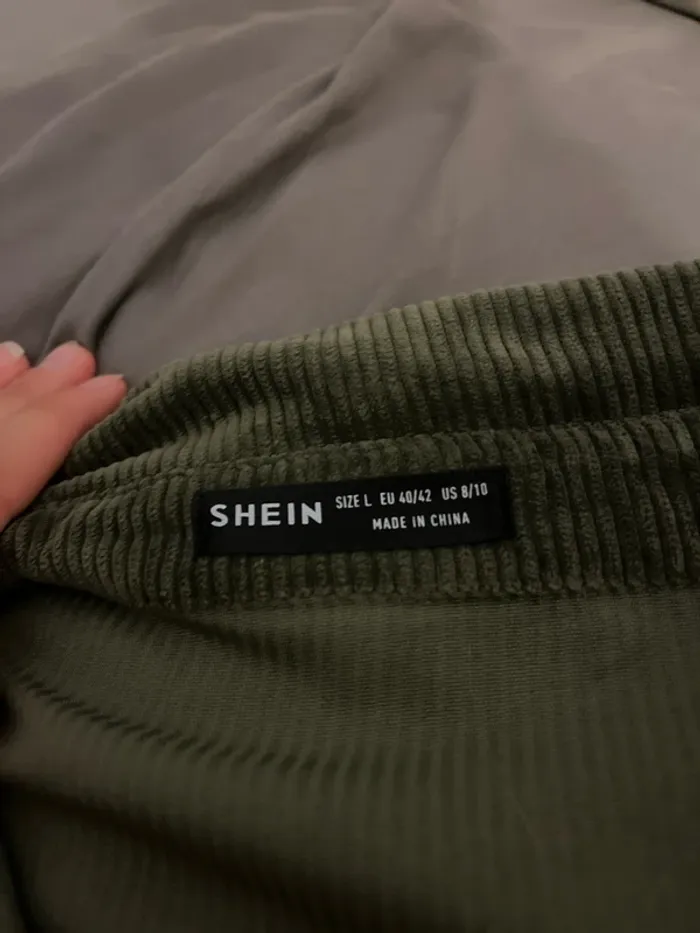 SHEIN
SIZE L EU 40/42 US 8/10
MADE IN CHINA